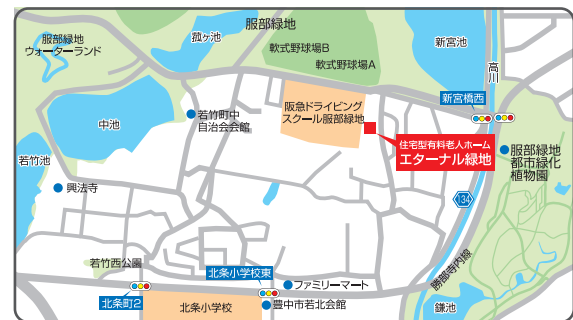 服部緑地
菰ケ池
服部緑地
ウォーターランド
軟式野球場B
軟式野球場A
新宮池
高川
新宮橋西
中池
若竹町中
自治会会館
阪急ドライビング
スクール服部緑地
住宅型有料老人ホーム
エターナル緑地
服部緑地
都市緑化
植物園
若竹池
興法寺
134
若竹西公園
北条小学校東
ファミリーマート
勝部寺内線
北条町2
北条小学校
豊中市若北会館
鎌池